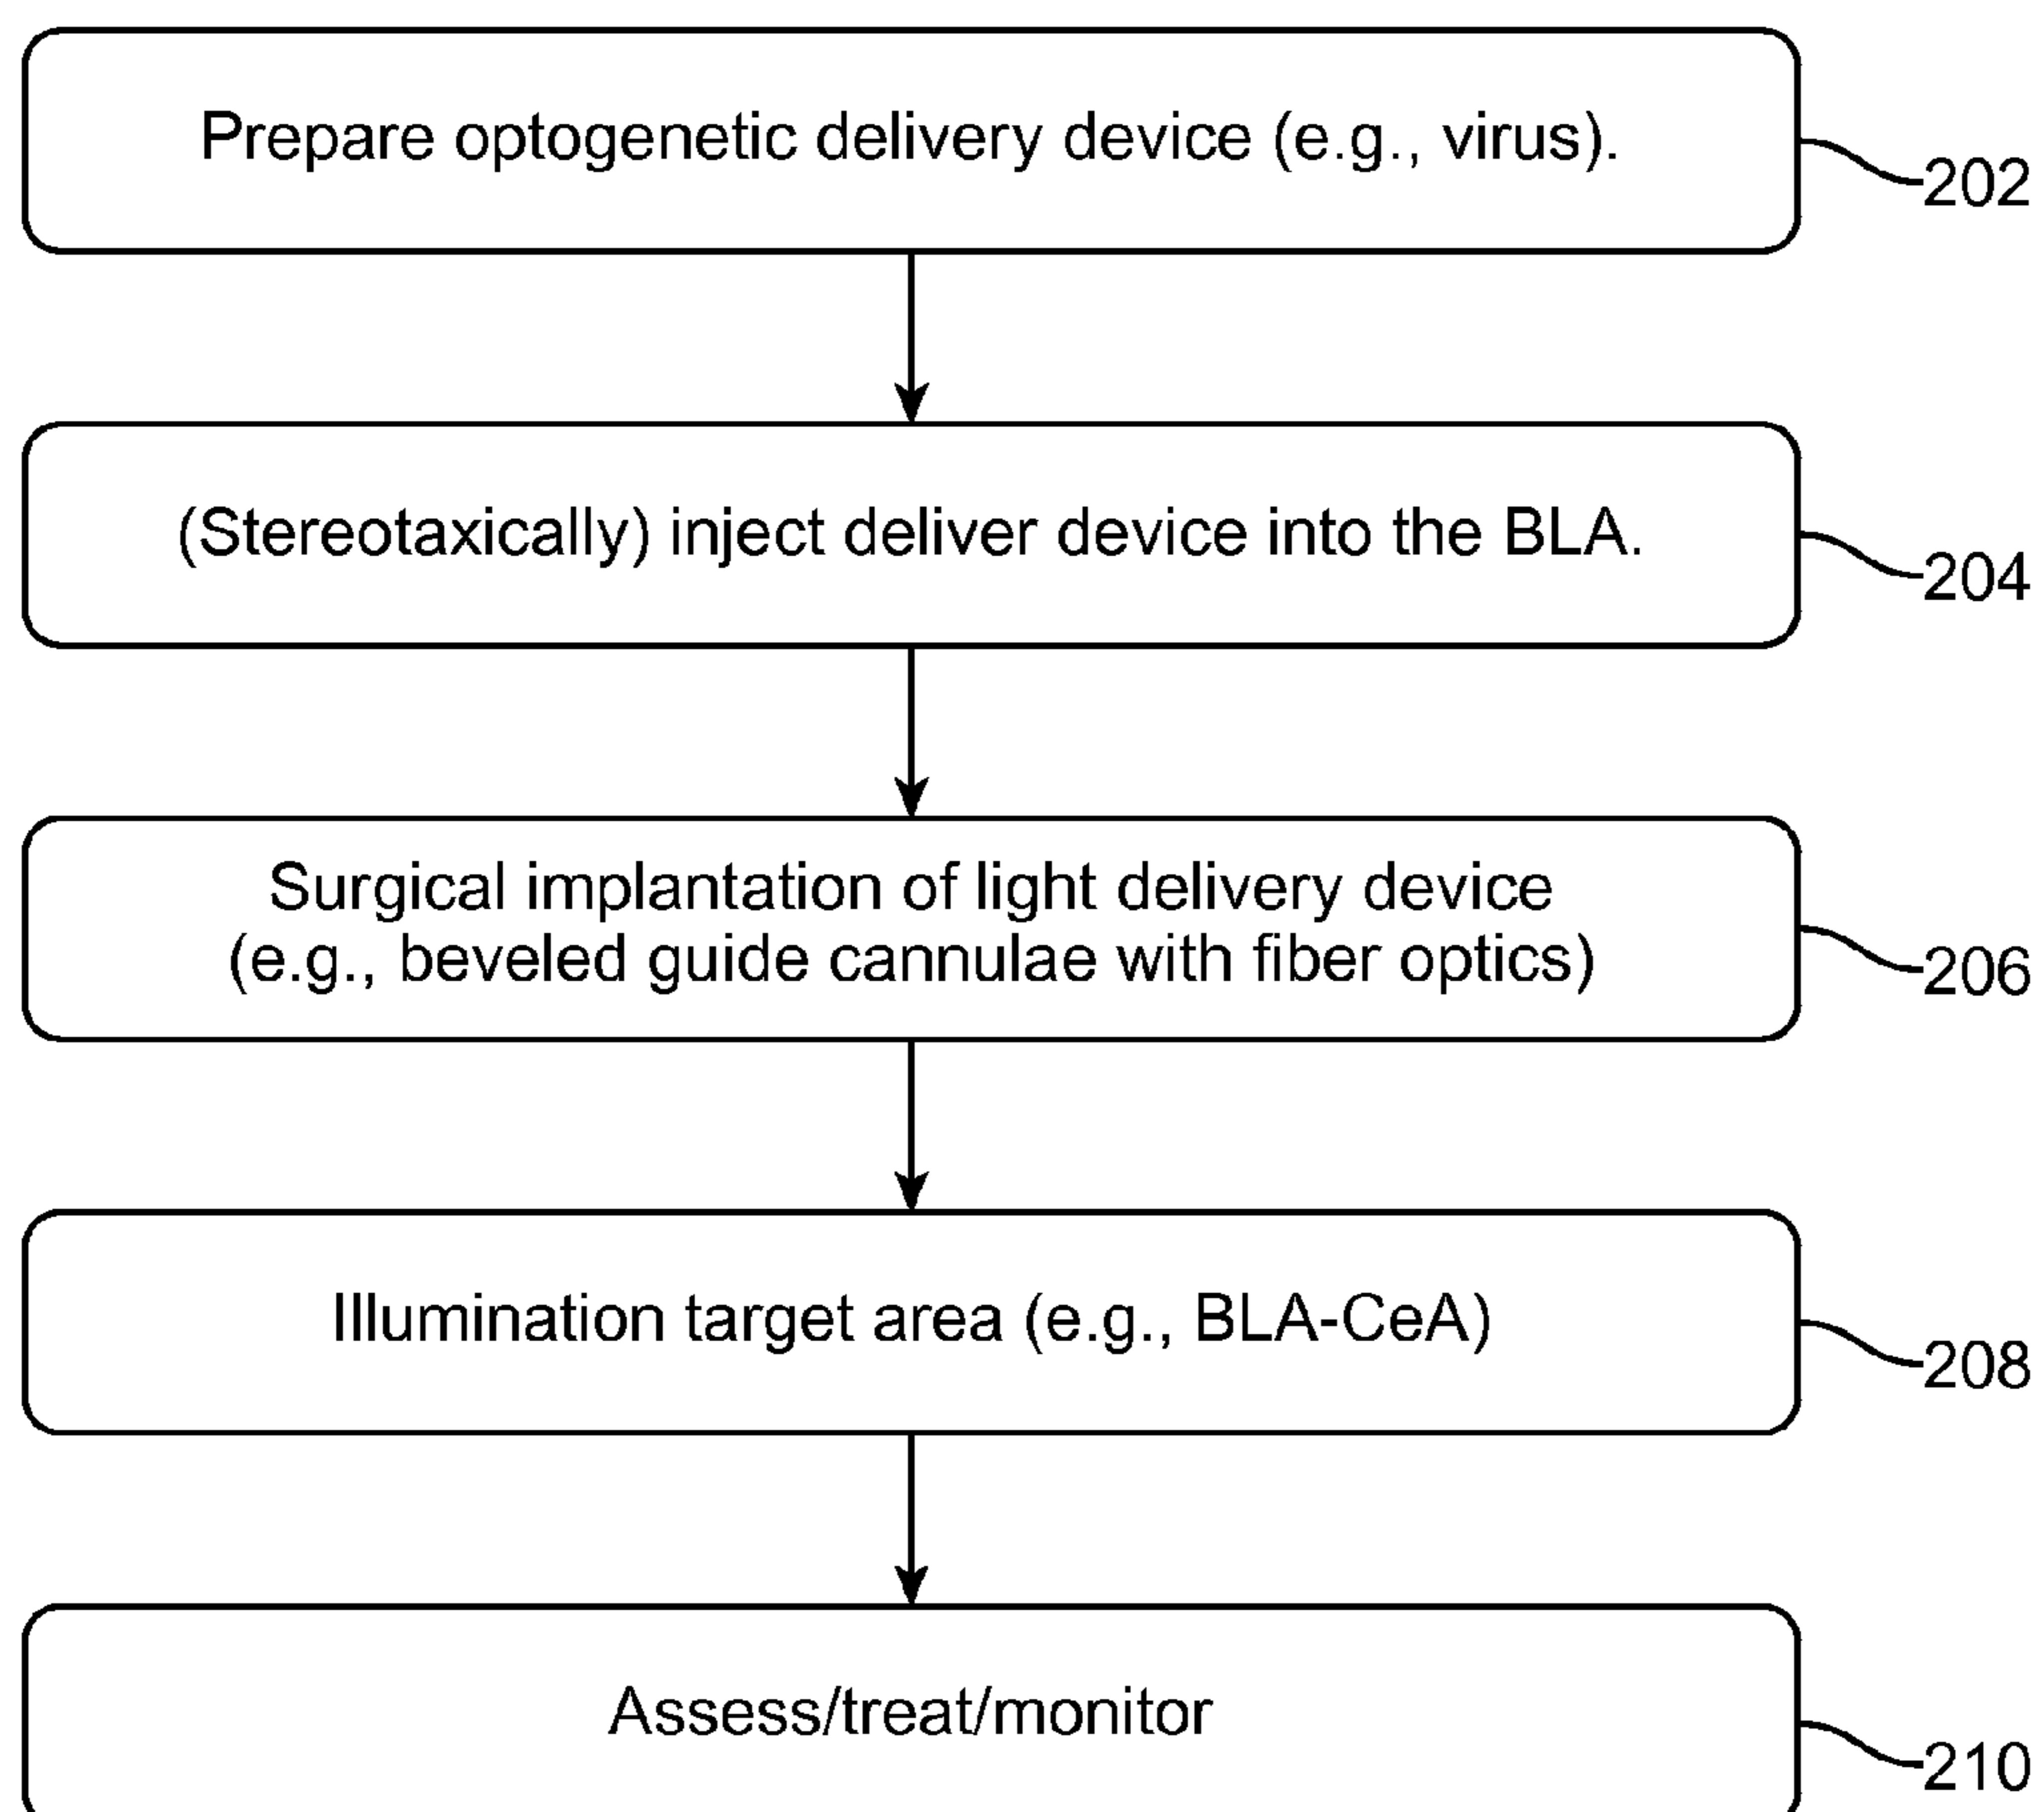 Prepare optogenetic delivery device (e.g., virus).
202
(Stereotaxically) inject deliver device into the BLA.
204
Surgical implantation of light delivery device
(e.g., beveled guide cannulae with fiber optics)
206
Illumination target area (e.g., BLA-CeA)
208
Assess/treat/monitor
210